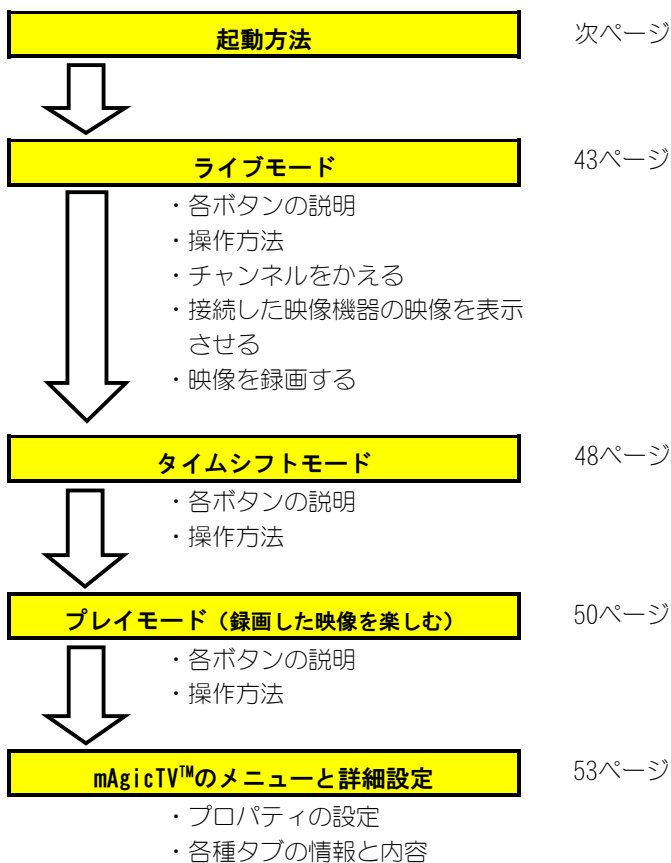 起動方法 次ページ
ライブモード 43ページ
・各ボタンの説明
・操作方法
・チャンネルをかえる
・接続した映像機器の映像を表示
させる
・映像を録画する
タイムシフトモード 48ページ
・各ボタンの説明
・操作方法
プレイモード（録画した映像を楽しむ） 50ページ
・各ボタンの説明
・操作方法
mAgicTV™のメニューと詳細設定 53ページ
・プロパティの設定
・各種タブの情報と内容